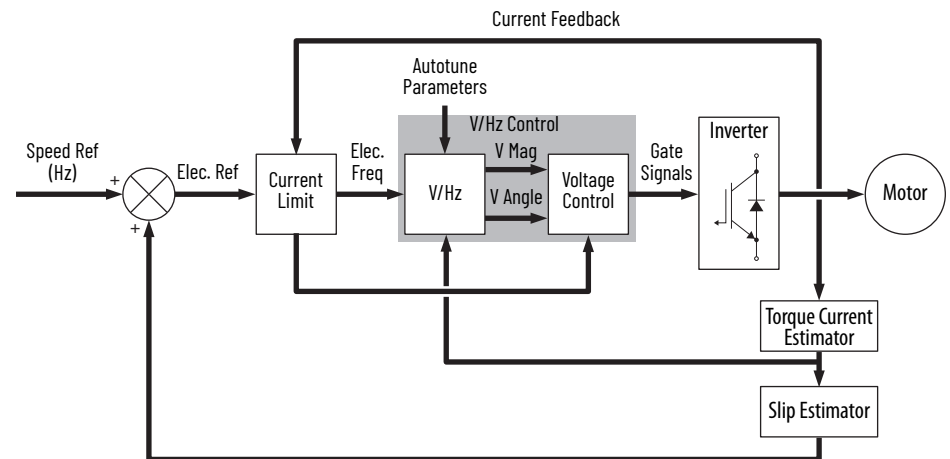 Current Feedback
Autotune
Parameters
V/Hz Control
Inverter
Speed Ref
(Hz)
+
Elec. Ref
Current
Limit
Elec.
Freq
V/Hz
V Mag
V Angle
Voltage
Control
Gate
Signals
Motor
+
Torque Current
Estimator
Slip Estimator